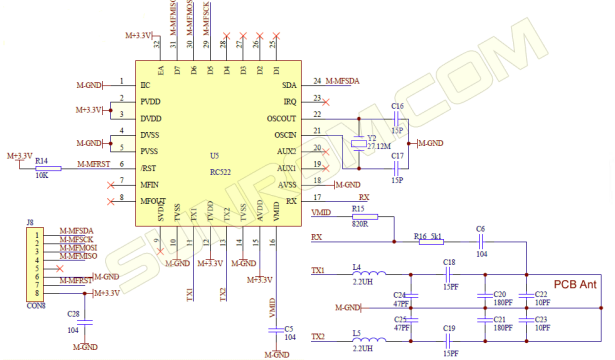 M+3.3V
M-MFMISO
M-MFMOSI
M-MFSCK
32 31 30 29 28 27 26 25
EA D7 D6 D5 D4 D3 D2 D1
M-GND 1 IIC SDA 24 M-MFSDA
2 PVDD IRQ 23
M+3.3V
3 DVDD OSCOUT 22
C16
15P
4 DVSS OSCIN 21
Y2
27.12M
M-GND
M-GND
5 PVSS AUX2 20
U5
RC522
M+3.3V
R14
10K
M-MFRST 6 /RST AUX1 19
C17
15P
7 MFIN AVSS 18 M-GND
8 MFOUT RX 17 RX
SVDD TVSS TX1 TVDD TX2 TVSS AVDD VMID
9 10 11 12 13 14 15 16
M-GND M+3.3V M-GND M+3.3V
TX1
TX2
VMID
C5
104
M-GND
J8
1 M-MFSDA
2 M-MFSCK
3 M-MFMOSI
4 M-MFMISO
5
6 M-GND
7 M-MFRST
8 M+3.3V
CON8
C28
104
M-GND
VMID R15
820R
RX R16 5k1 C6
104
TX1 L4
2.2UH
C18
15PF
C24
47PF
C20
180PF
C22
10PF
PCB Ant
M-GND
C25
47PF
C21
180PF
C23
10PF
TX2 L5
2.2UH
C19
15PF
SUNROM.COM